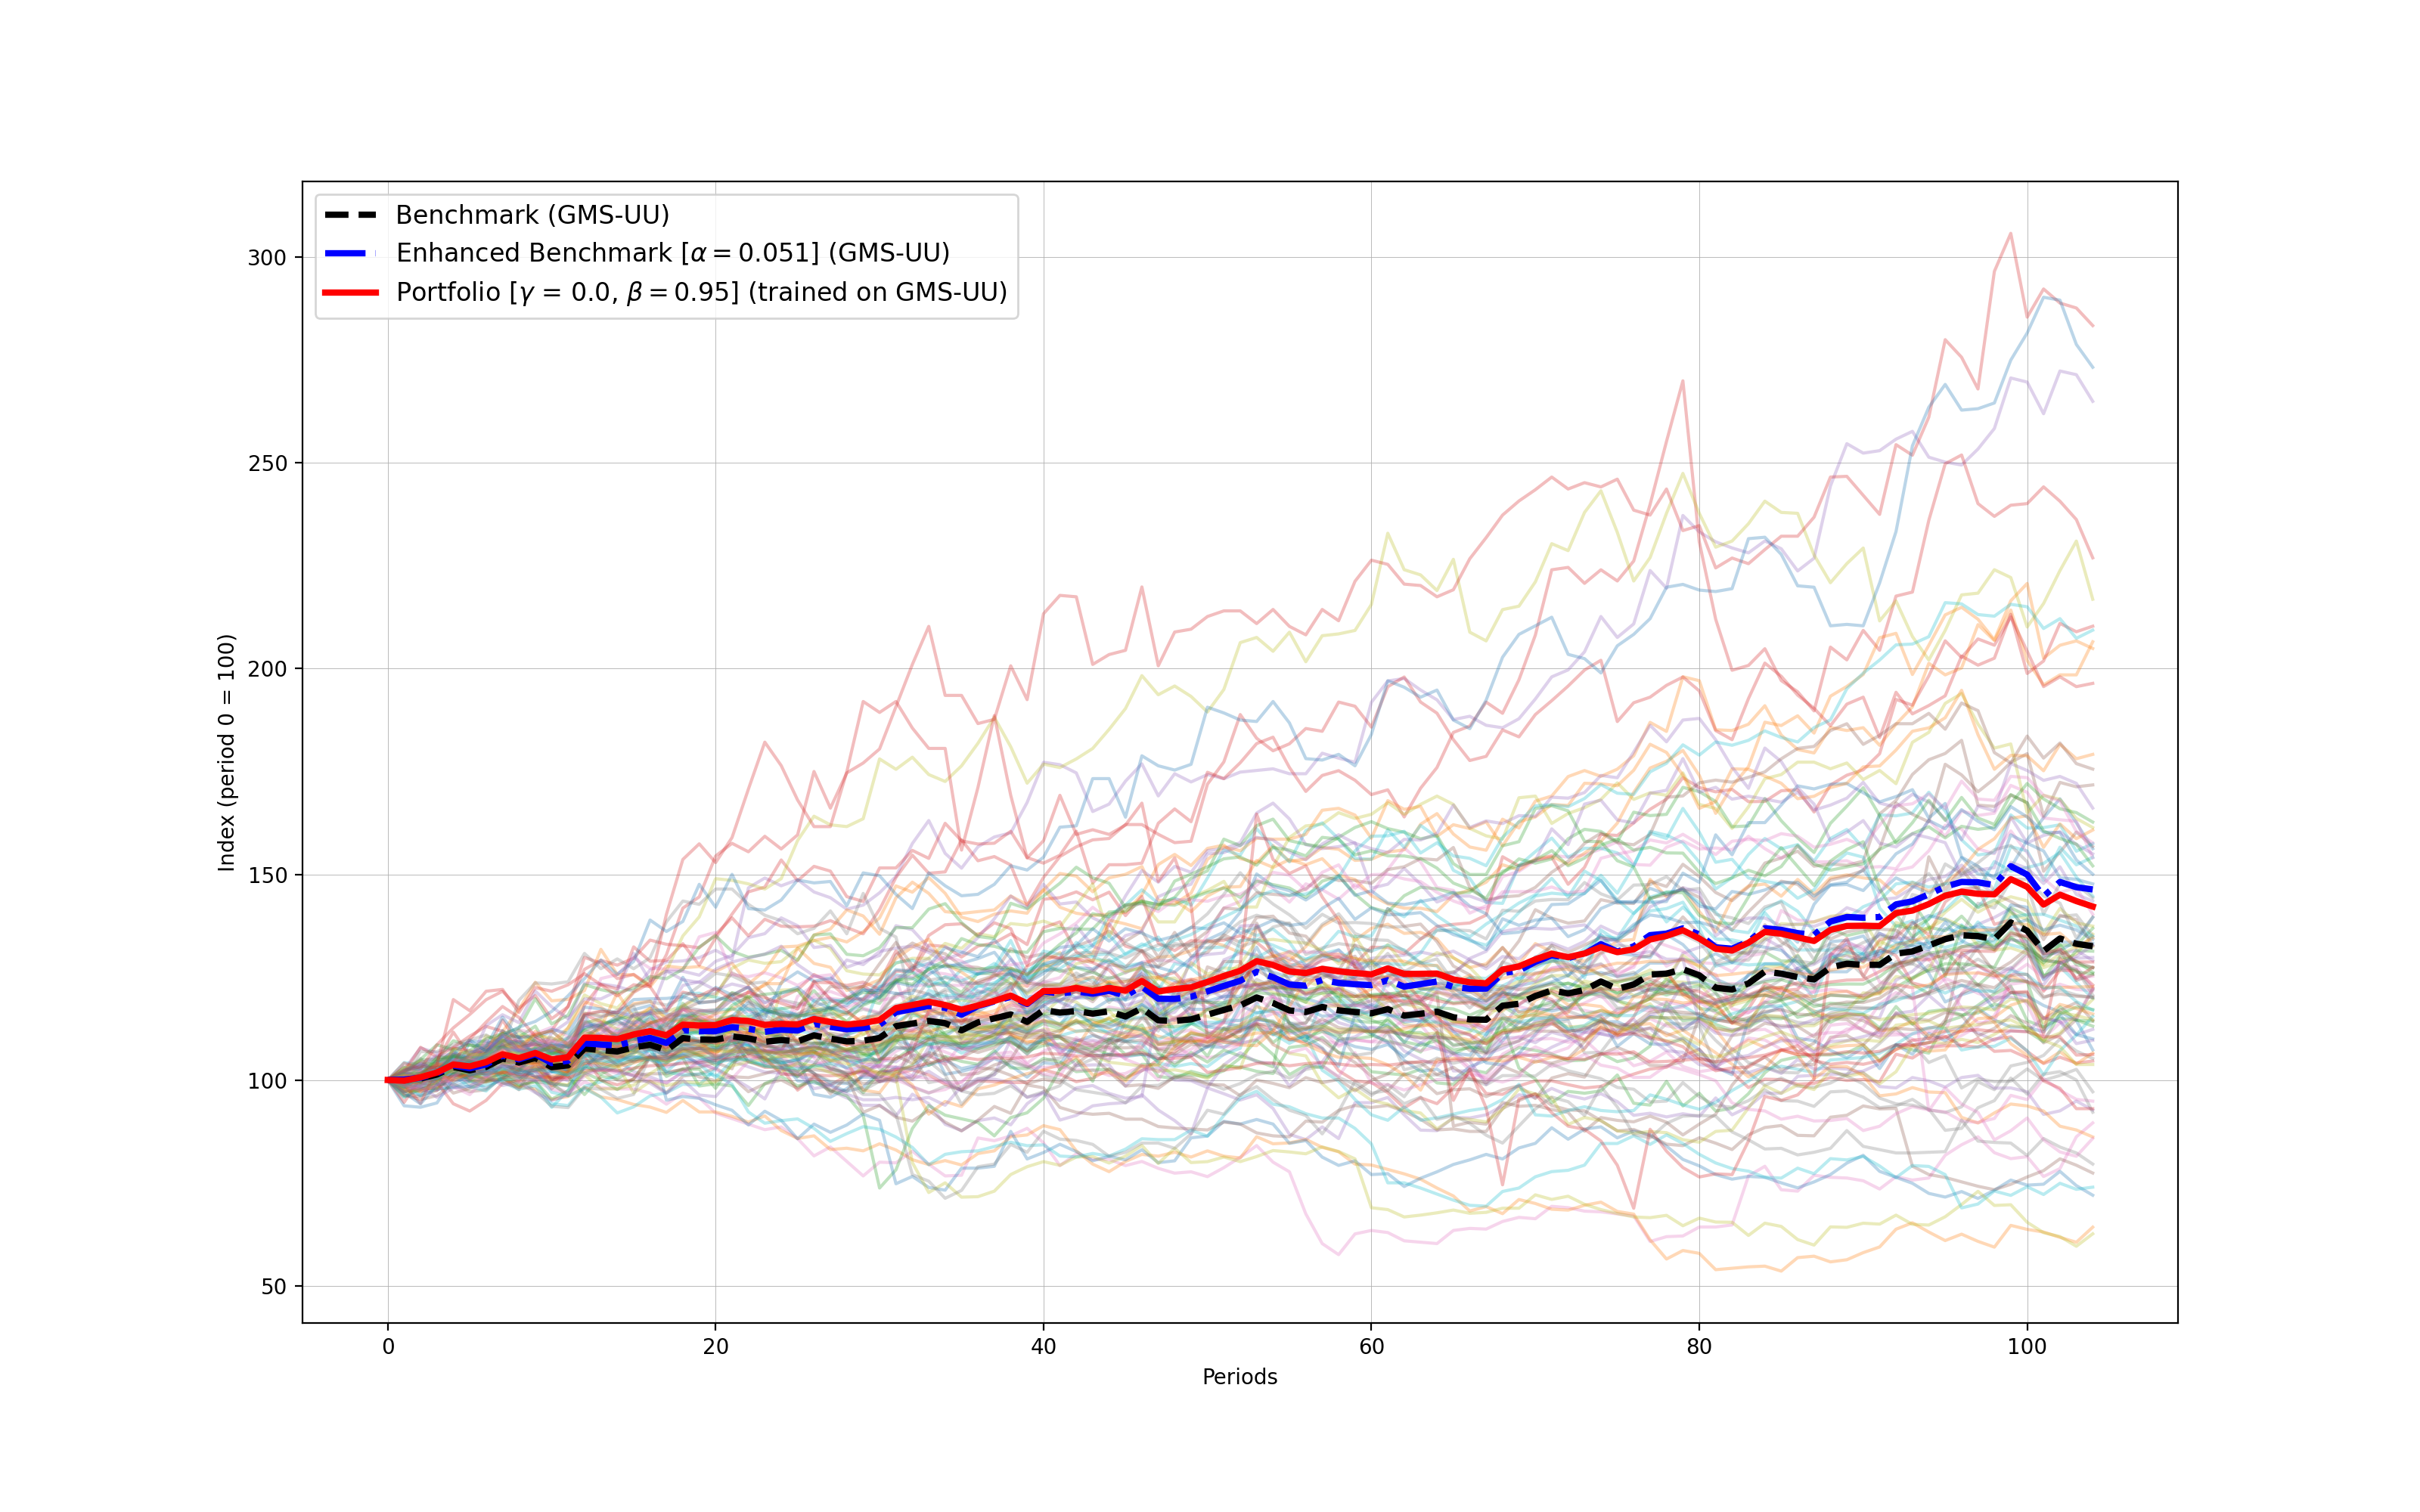 Benchmark (GMS-UU)
Enhanced Benchmark [α = 0.051] (GMS-UU)
Portfolio [γ = 0.0, β = 0.95] (trained on GMS-UU)
300
250
200
150
100
50
Index (period 0 = 100)
0 20 40 60 80 100
Periods